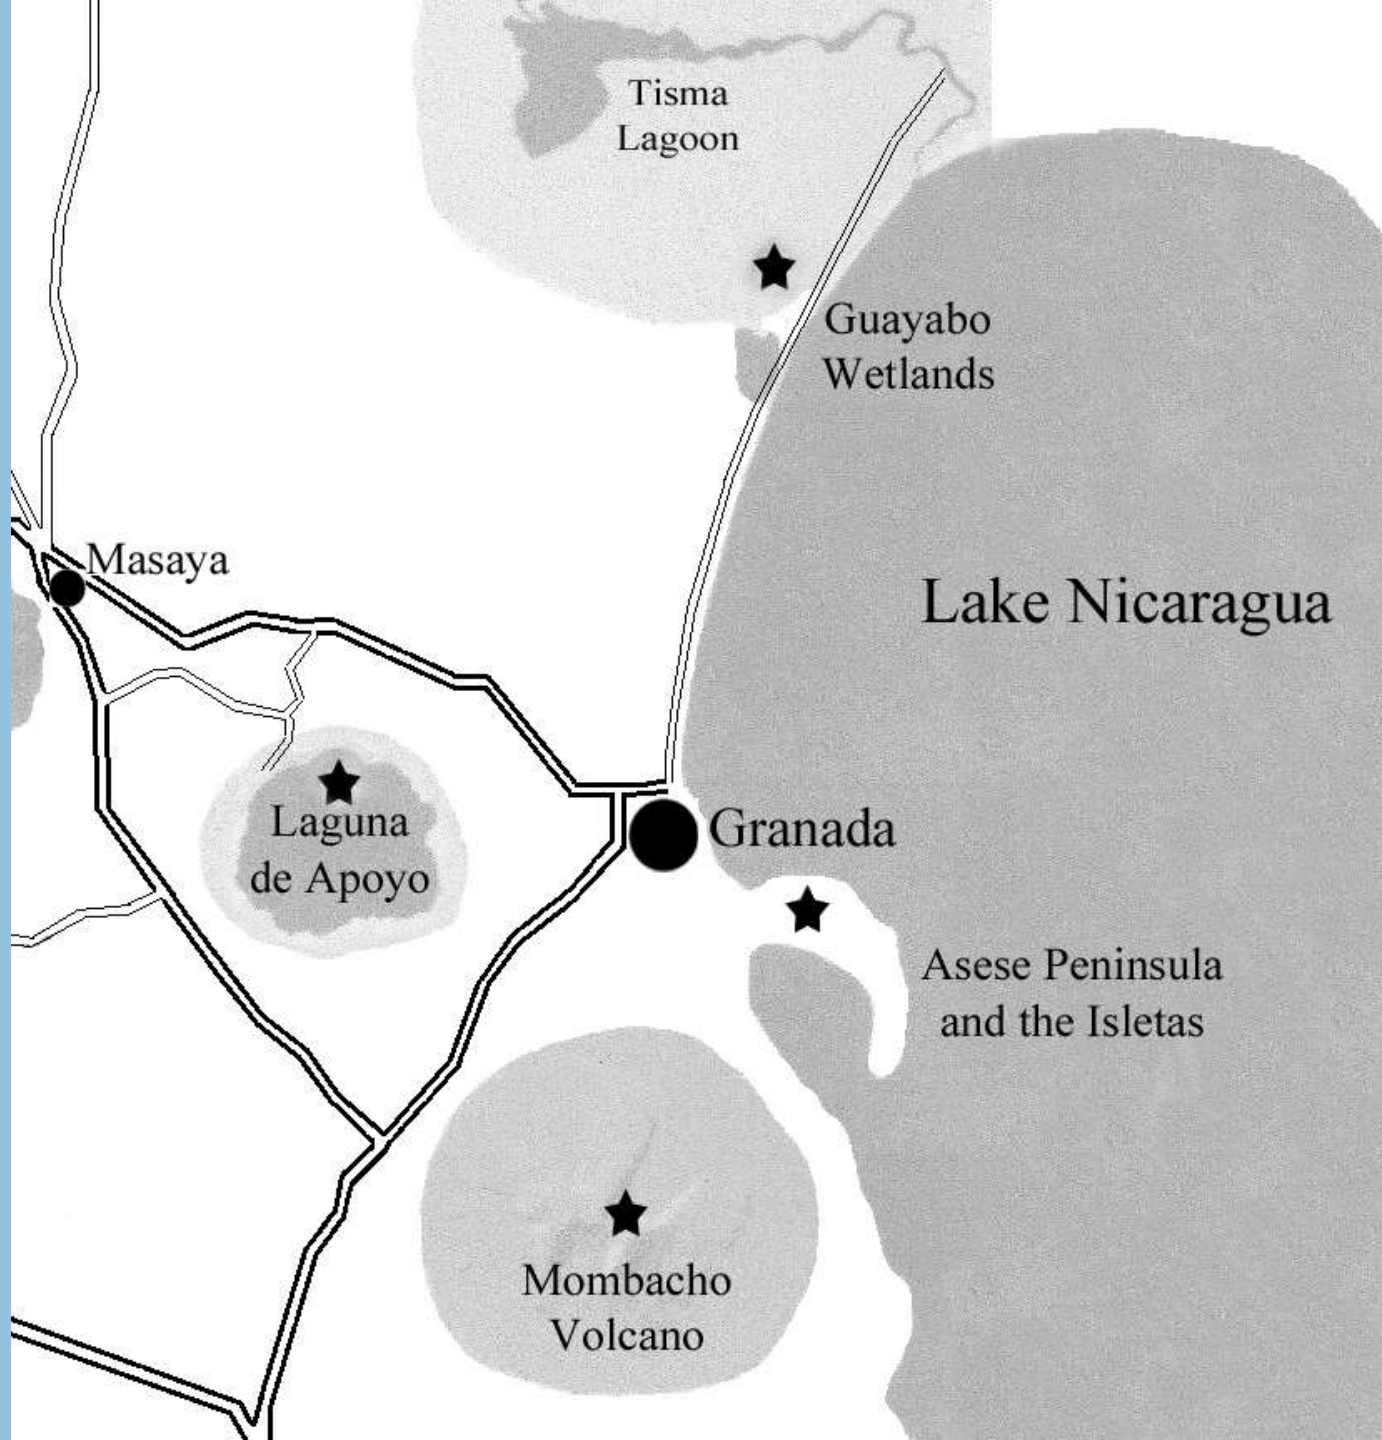 Tisma
Lagoon
Guayabo
Wetlands
Masaya
Lake Nicaragua
Laguna
de Apoyo
Granada
Asese Peninsula
and the Isletas
Mombacho
Volcano